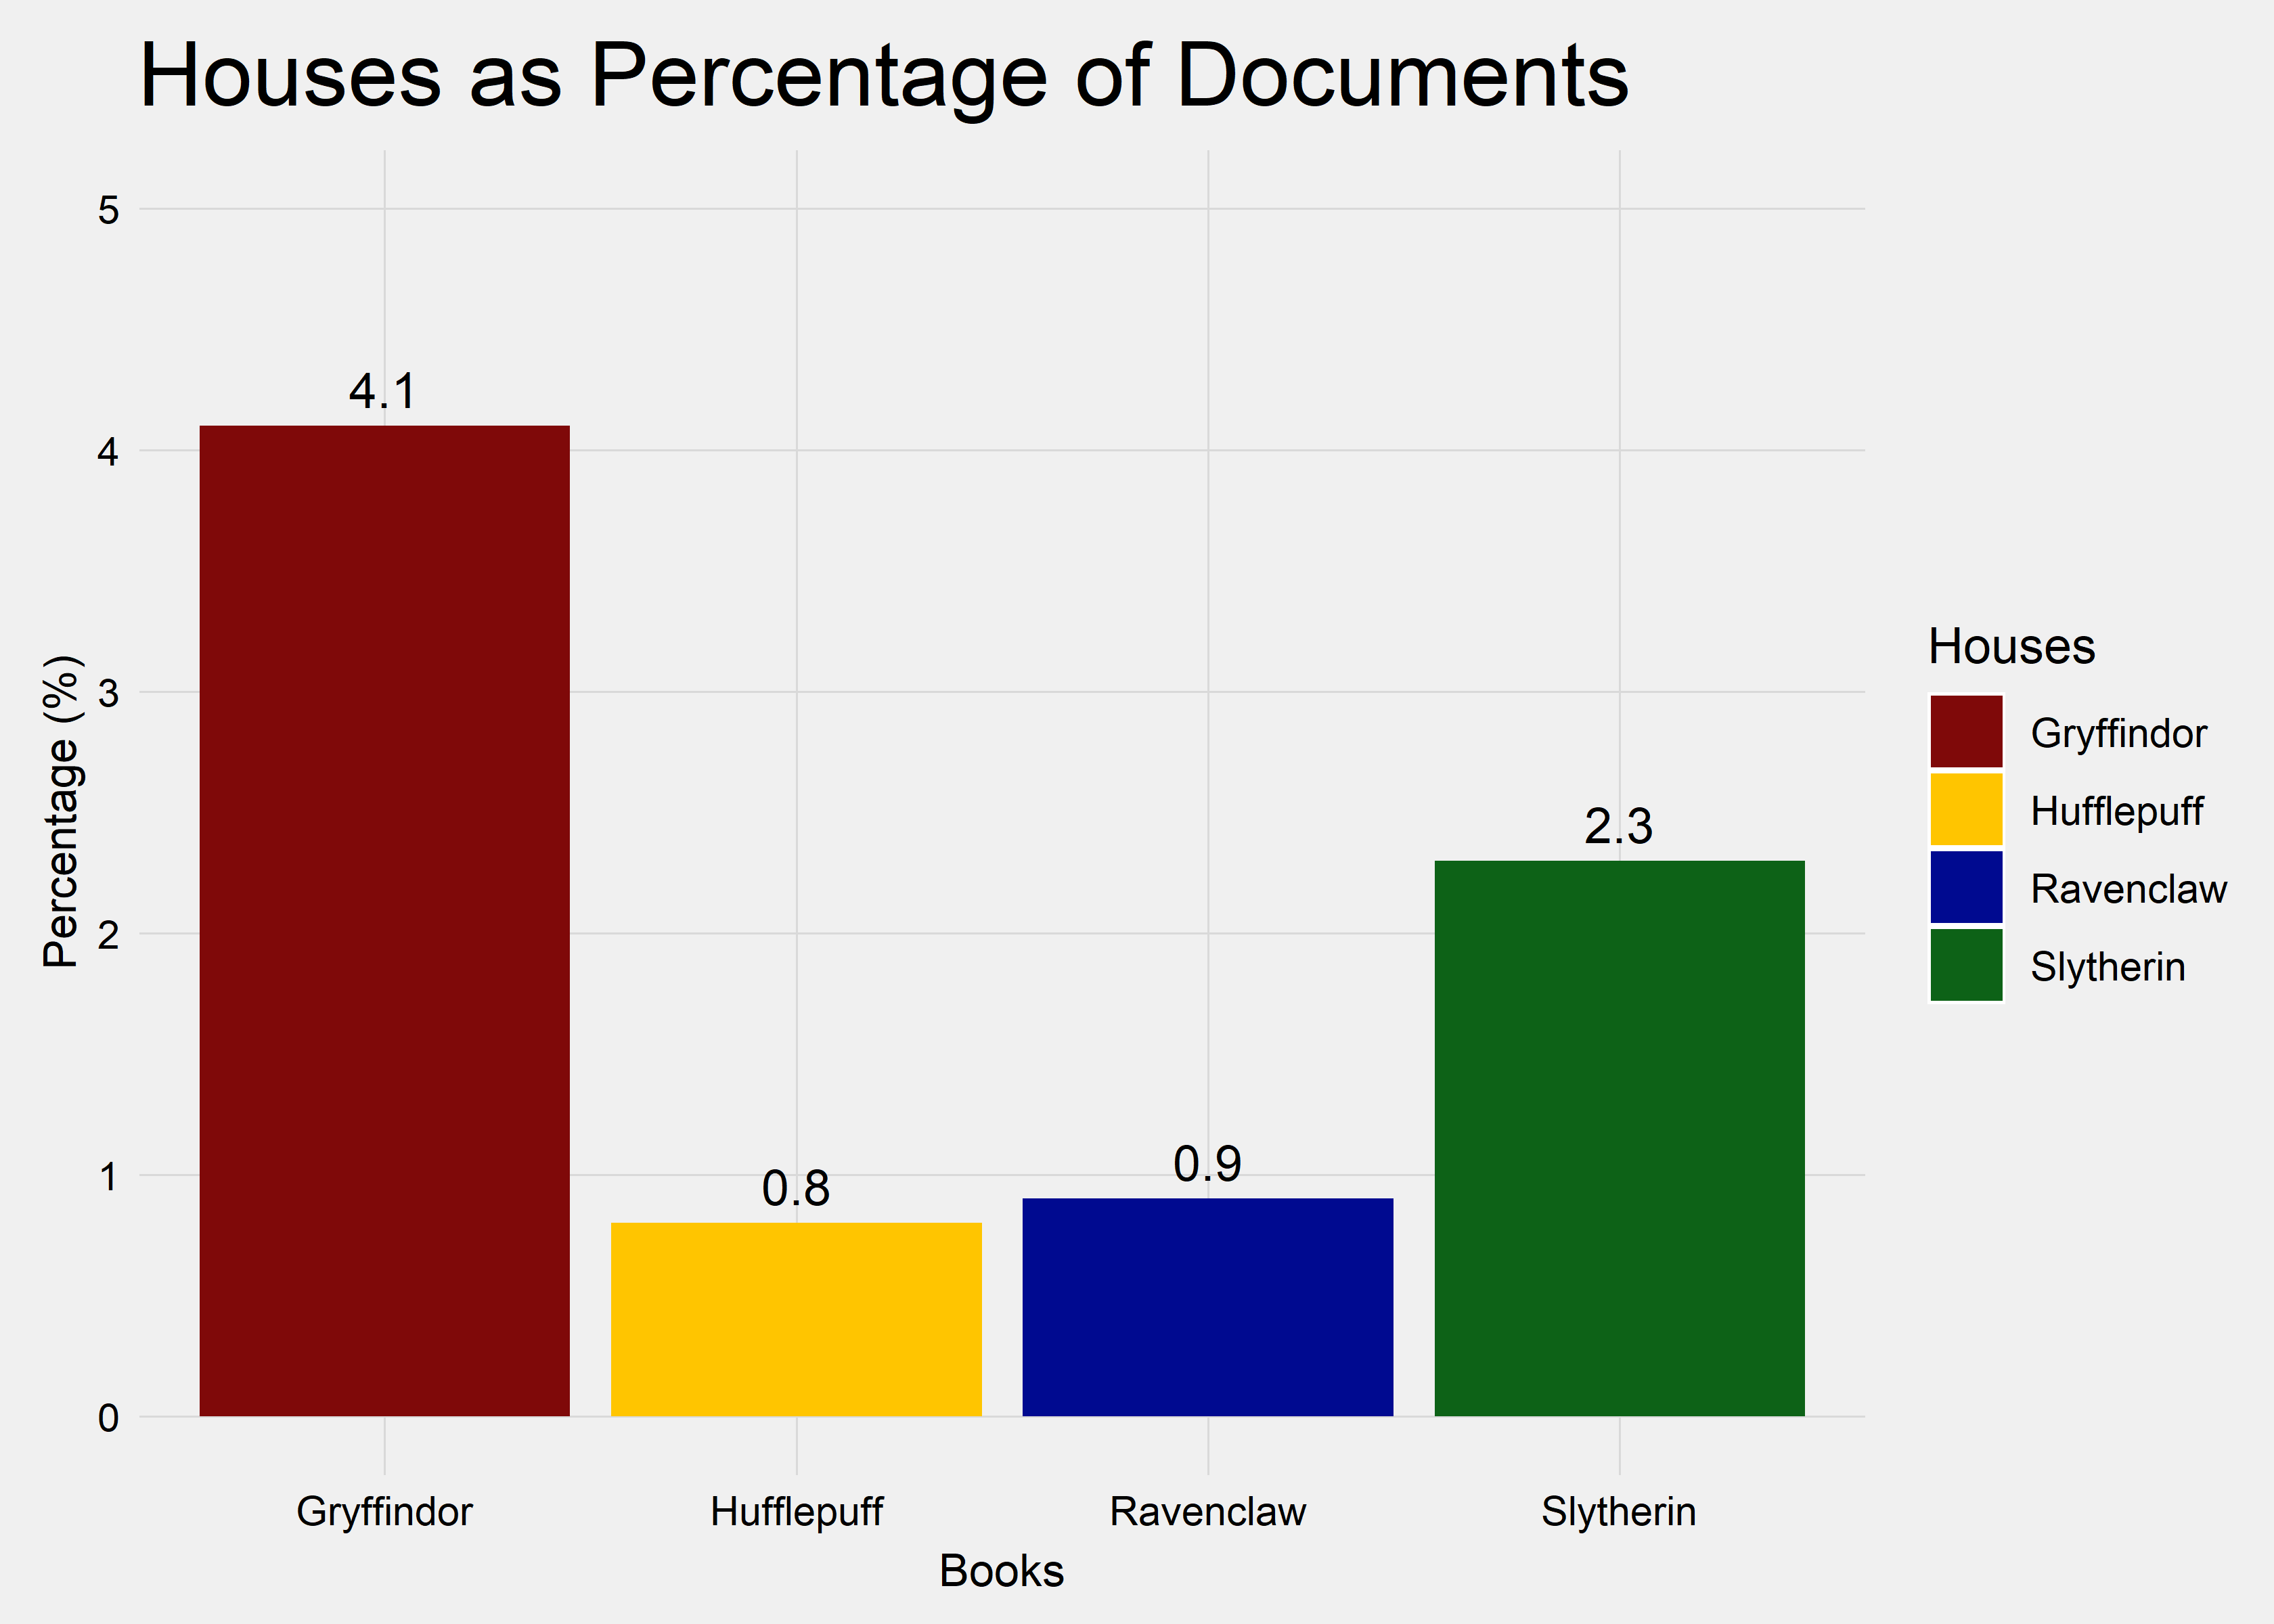 Houses as Percentage of Documents
Percentage (%)
5
4
3
2
1
0
4.1
0.8
0.9
2.3
Gryffindor
Hufflepuff
Ravenclaw
Slytherin
Books
Houses
Gryffindor
Hufflepuff
Ravenclaw
Slytherin